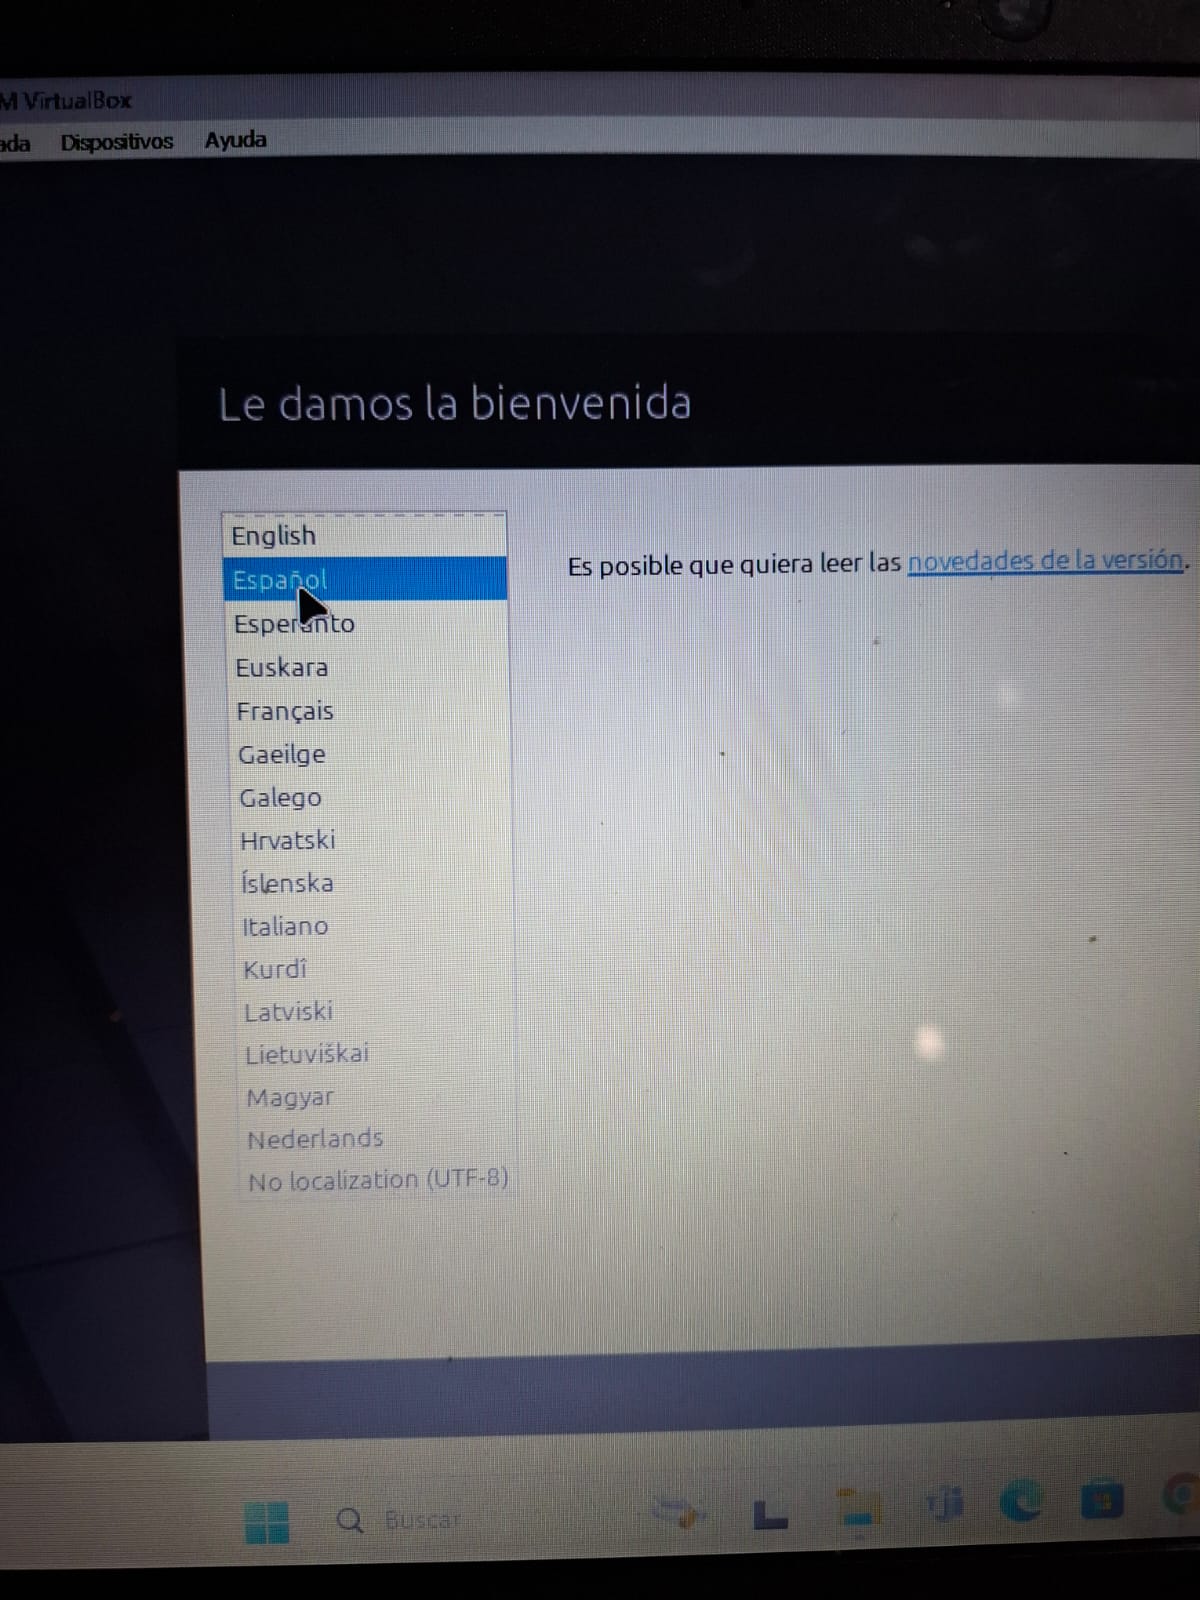 M VirtualBox
ada Dispositivos Ayuda
Le damos la bienvenida
English
Español
Esperanto
Euskara
Français
Gaeilge
Galego
Hrvatski
Íslenska
Italiano
Kurdî
Latviski
Lietuviškai
Magyar
Nederlands
No localization (UTF-8)
Es posible que quiera leer las novedades de la versión.
Buscar